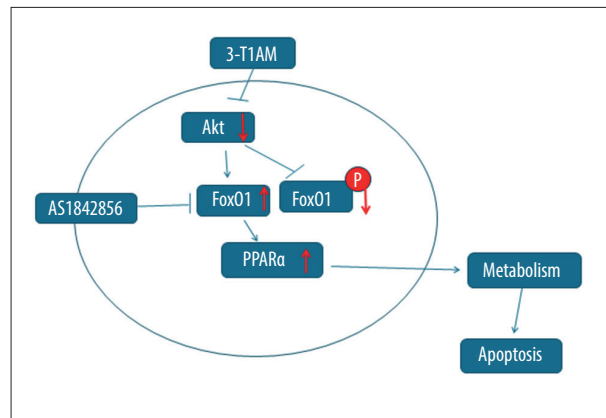 3-T1AM
Akt
P
FoxO1
FoxO1
AS1842856
PPARα
Metabolism
Apoptosis